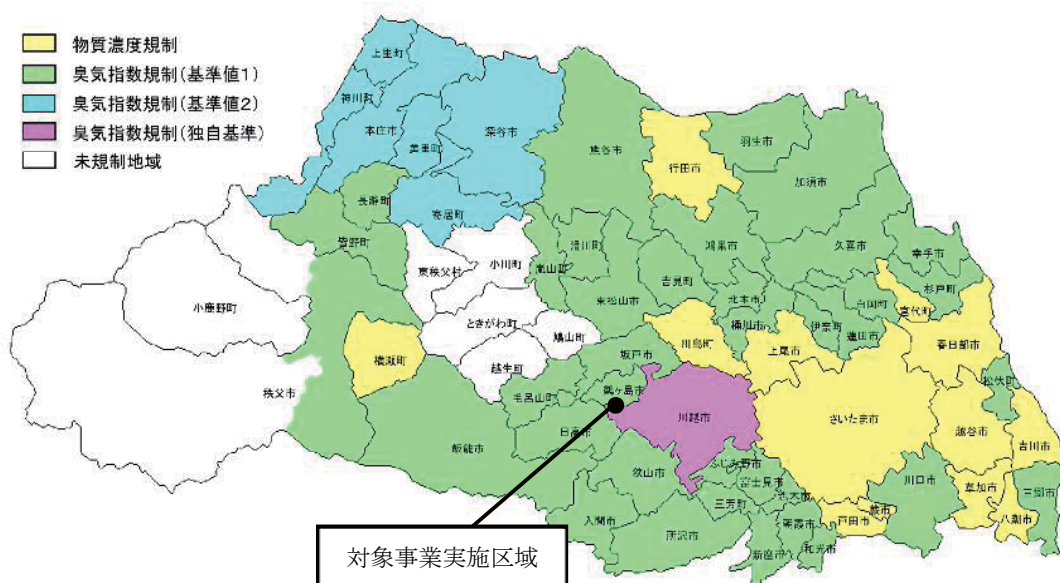 物質濃度規制
臭気指数規制(基準値1)
臭気指数規制(基準値2)
臭気指数規制(独自基準)
未規制地域
上里町
神川町
本庄市
美里町
深谷市
寄居町
長瀞町
皆野町
熊谷市
行田市
羽生市
加須市
東秩父村
小川町
嵐山町
滑川町
吉見町
鴻巣市
久喜市
幸手市
杉戸町
小鹿野町
ときがわ町
鳩山町
東松山市
北本市
桶川市
伊奈町
白岡町
蓮田市
宮代町
春日部市
秩父市
横瀬町
越生町
毛呂山町
坂戸市
鶴ヶ島市
川島町
上尾市
松伏町
川越市
さいたま市
越谷市
吉川市
飯能市
日高市
狭山市
ふじみ野市
富士見市
三芳町
志木市
川口市
草加市
三郷市
八潮市
戸田市
蕨市
入間市
所沢市
朝霞市
新座市
和光市
対象事業実施区域